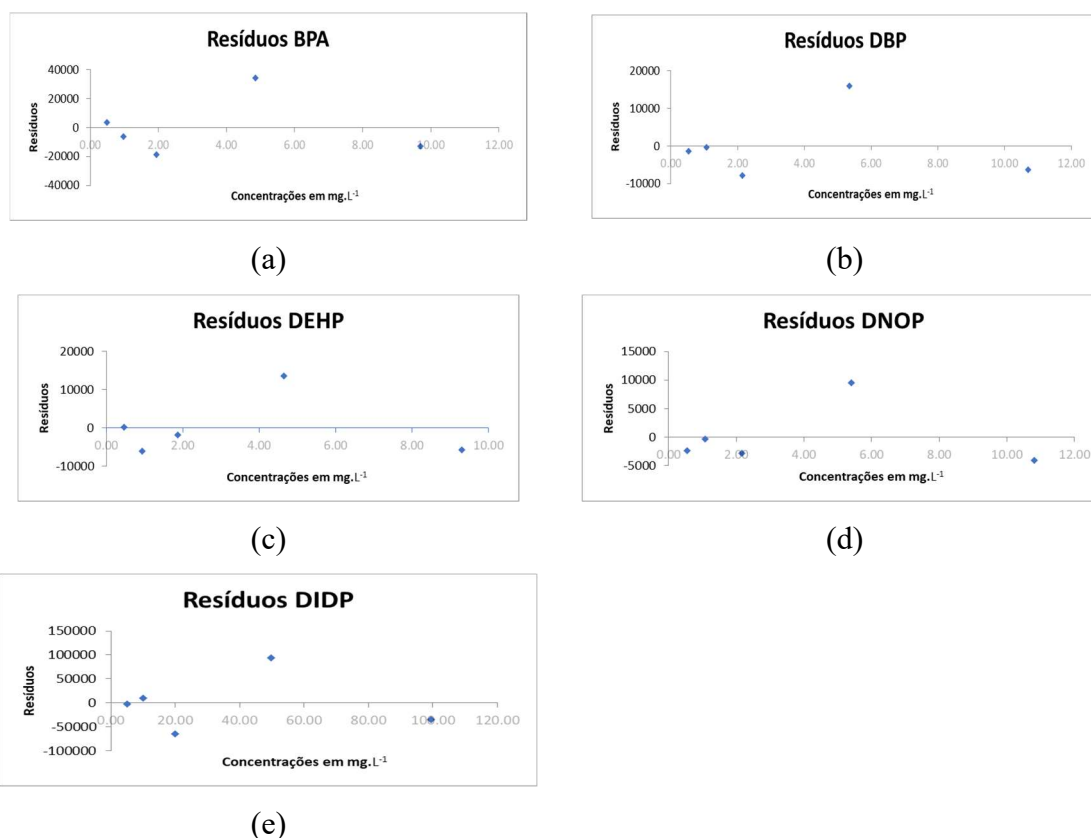 Resíduos BPA
40000
20000
0
-20000
-40000
0.00 2.00 4.00 6.00 8.00 10.00 12.00
Resíduos
Concentrações em mg.L-1
(a)
Resíduos DBP
20000
10000
0
-10000
0.00 2.00 4.00 6.00 8.00 10.00 12.00
Resíduos
Concentrações em mg.L-1
(b)
Resíduos DEHP
20000
10000
0
-10000
0.00 2.00 4.00 6.00 8.00 10.00
Resíduos
Concentrações em mg.L-1
(c)
Resíduos DNOP
15000
10000
5000
0
-5000
0.00 2.00 4.00 6.00 8.00 10.00 12.00
Resíduos
Concentrações em mg.L-1
(d)
Resíduos DIDP
150000
100000
50000
0
-50000
-100000
0.00 20.00 40.00 60.00 80.00 100.00 120.00
Resíduos
Concentrações em mg.L-1
(e)